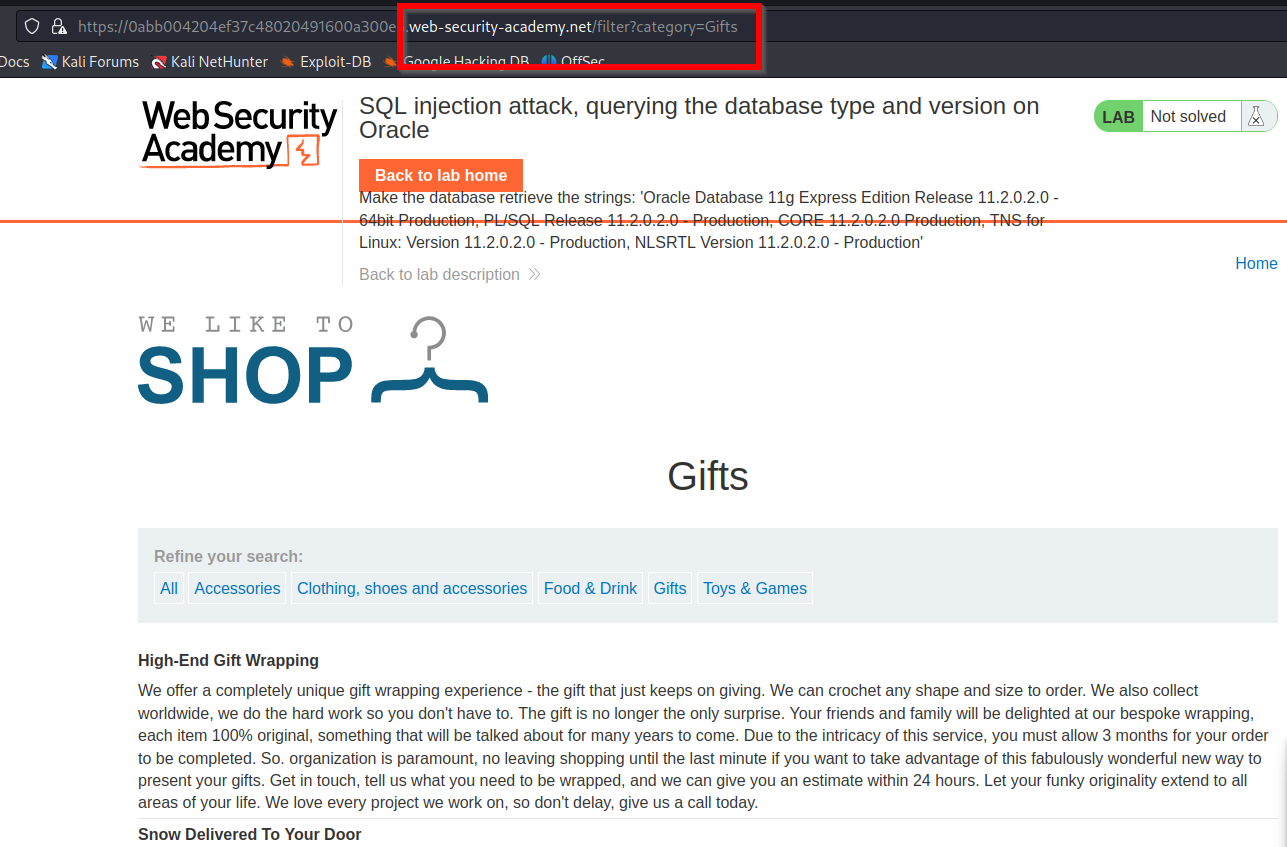 https://0abb004204ef37c48020491600a300e .web-security-academy.net/filter?category=Gifts
Docs Kali Forums Kali NetHunter Exploit-DB Google Hacking DB OffSec
Web Security
Academy
SQL injection attack, querying the database type and version on
Oracle
LAB Not solved
Back to lab home
Make the database retrieve the strings: 'Oracle Database 11g Express Edition Release 11.2.0.2.0 -
64bit Production, PL/SQL Release 11.2.0.2.0 - Production, CORE 11.2.0.2.0 Production, TNS for
Linux: Version 11.2.0.2.0 - Production, NLSRTL Version 11.2.0.2.0 - Production'
Home
Back to lab description
WE LIKE TO
SHOP
Gifts
Refine your search:
All Accessories Clothing, shoes and accessories Food & Drink Gifts Toys & Games
High-End Gift Wrapping
We offer a completely unique gift wrapping experience - the gift that just keeps on giving. We can crochet any shape and size to order. We also collect
worldwide, we do the hard work so you don't have to. The gift is no longer the only surprise. Your friends and family will be delighted at our bespoke wrapping,
each item 100% original, something that will be talked about for many years to come. Due to the intricacy of this service, you must allow 3 months for your order
to be completed. So. organization is paramount, no leaving shopping until the last minute if you want to take advantage of this fabulously wonderful new way to
present your gifts. Get in touch, tell us what you need to be wrapped, and we can give you an estimate within 24 hours. Let your funky originality extend to all
areas of your life. We love every project we work on, so don't delay, give us a call today.
Snow Delivered To Your Door